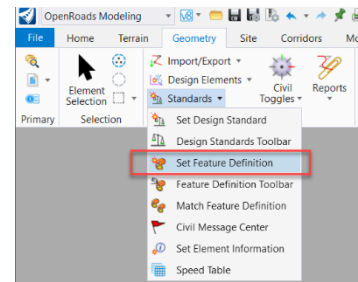 OpenRoads Modeling
File Home Terrain Geometry Site Corridors Mo
Import/Export
Design Elements
Standards
Element
Selection
Civil
Toggles
Reports
Primary Selection
Set Design Standard
Design Standards Toolbar
Set Feature Definition
Feature Definition Toolbar
Match Feature Definition
Civil Message Center
Set Element Information
Speed Table